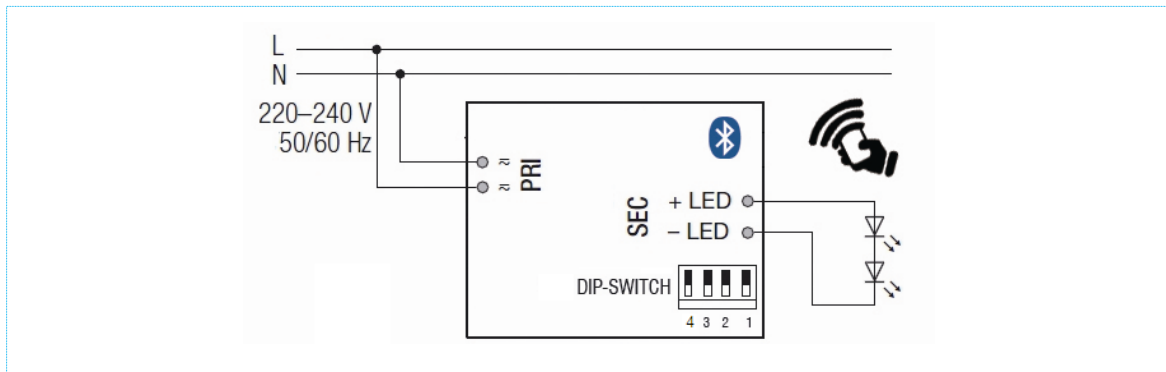 L
N
220–240 V
50/60 Hz
≂ PRI
≂
SEC
+ LED
– LED
DIP-SWITCH
4 3 2 1